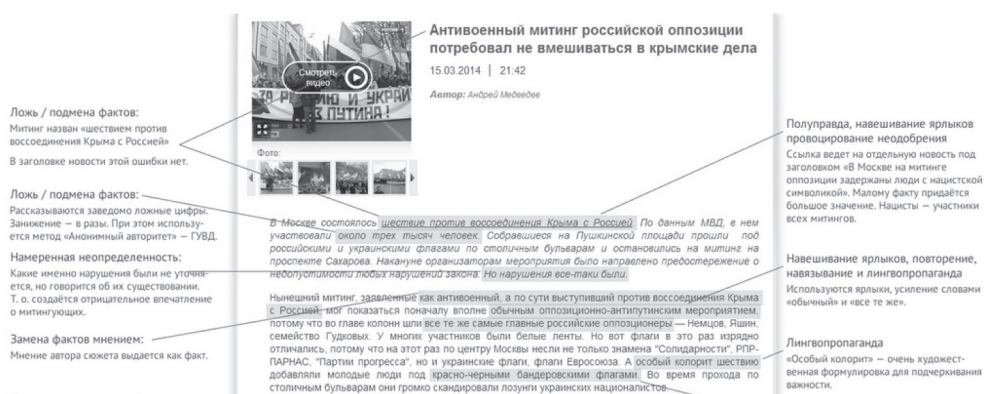 Антивоенный митинг российской оппозиции
потребовал не вмешиваться в крымские дела
15.03.2014 | 21:42
Автор: Андрей Медведев
Смотреть
видео
ЗА РОССИЮ И УКРАИ
БЕЗ ПУТИНА!
Фото:
Ложь / подмена фактов:
Митинг назван «шествием против
воссоединения Крыма с Россией»
В заголовке новости этой ошибки нет.
Ложь / подмена фактов:
Рассказываются заведомо ложные цифры.
Занижение — в разы. При этом использу-
ется метод «Анонимный авторитет» — ГУВД.
Намеренная неопределенность:
Какие именно нарушения были не уточня-
ется, но говорится об их существовании.
Т. о. создаётся отрицательное впечатление
о митингующих.
Замена фактов мнением:
Мнение автора сюжета выдается как факт.
В Москве состоялось шествие против воссоединения Крыма с Россией. По данным МВД, в нем
участвовали около трех тысяч человек. Собравшиеся на Пушкинской площади прошли под
российскими и украинскими флагами по столичным бульварам и остановились на митинг на
проспекте Сахарова. Накануне организаторам мероприятия было направлено предостережение о
недопустимости любых нарушений закона. Но нарушения все-таки были.
Нынешний митинг, заявленные как антивоенный, а по сути выступивший против воссоединения Крыма
с Россией, мог показаться поначалу вполне обычным оппозиционно-антипутинским мероприятием,
потому что во главе колонн шли все те же самые главные российские оппозционеры — Немцов, Яшин,
семейство Гудковых. У многих участников были белые ленты. Но вот флаги в это раз изрядно
отличались, потому что на этот раз по центру Москвы несли не только знамена "Солидарности", РПР-
ПАРНАС, "Партии прогресса", но и украинские флаги, флаги Евросоюза. А особый колорит шествию
добавляли молодые люди под красно-черными бандеровскими флагами. Во время прохода по
столичным бульварам они громко скандировали лозунги украинских националистов.
Полуправда, навешивание ярлыков
провоцирование неодобрения
Ссылка ведет на отдельную новость под
заголовком «В Москве на митинге
оппозиции задержаны люди с нацистской
символикой». Малому факту придаётся
большое значение. Нацисты — участники
всех митингов.
Навешивание ярлыков, повторение,
навязывание и лингвопропаганда
Используются ярлыки, усиление словами
«обычный» и «все те же».
Лингвопропаганда
«Особый колорит» — очень художест-
венная формулировка для подчеркивания
важности.